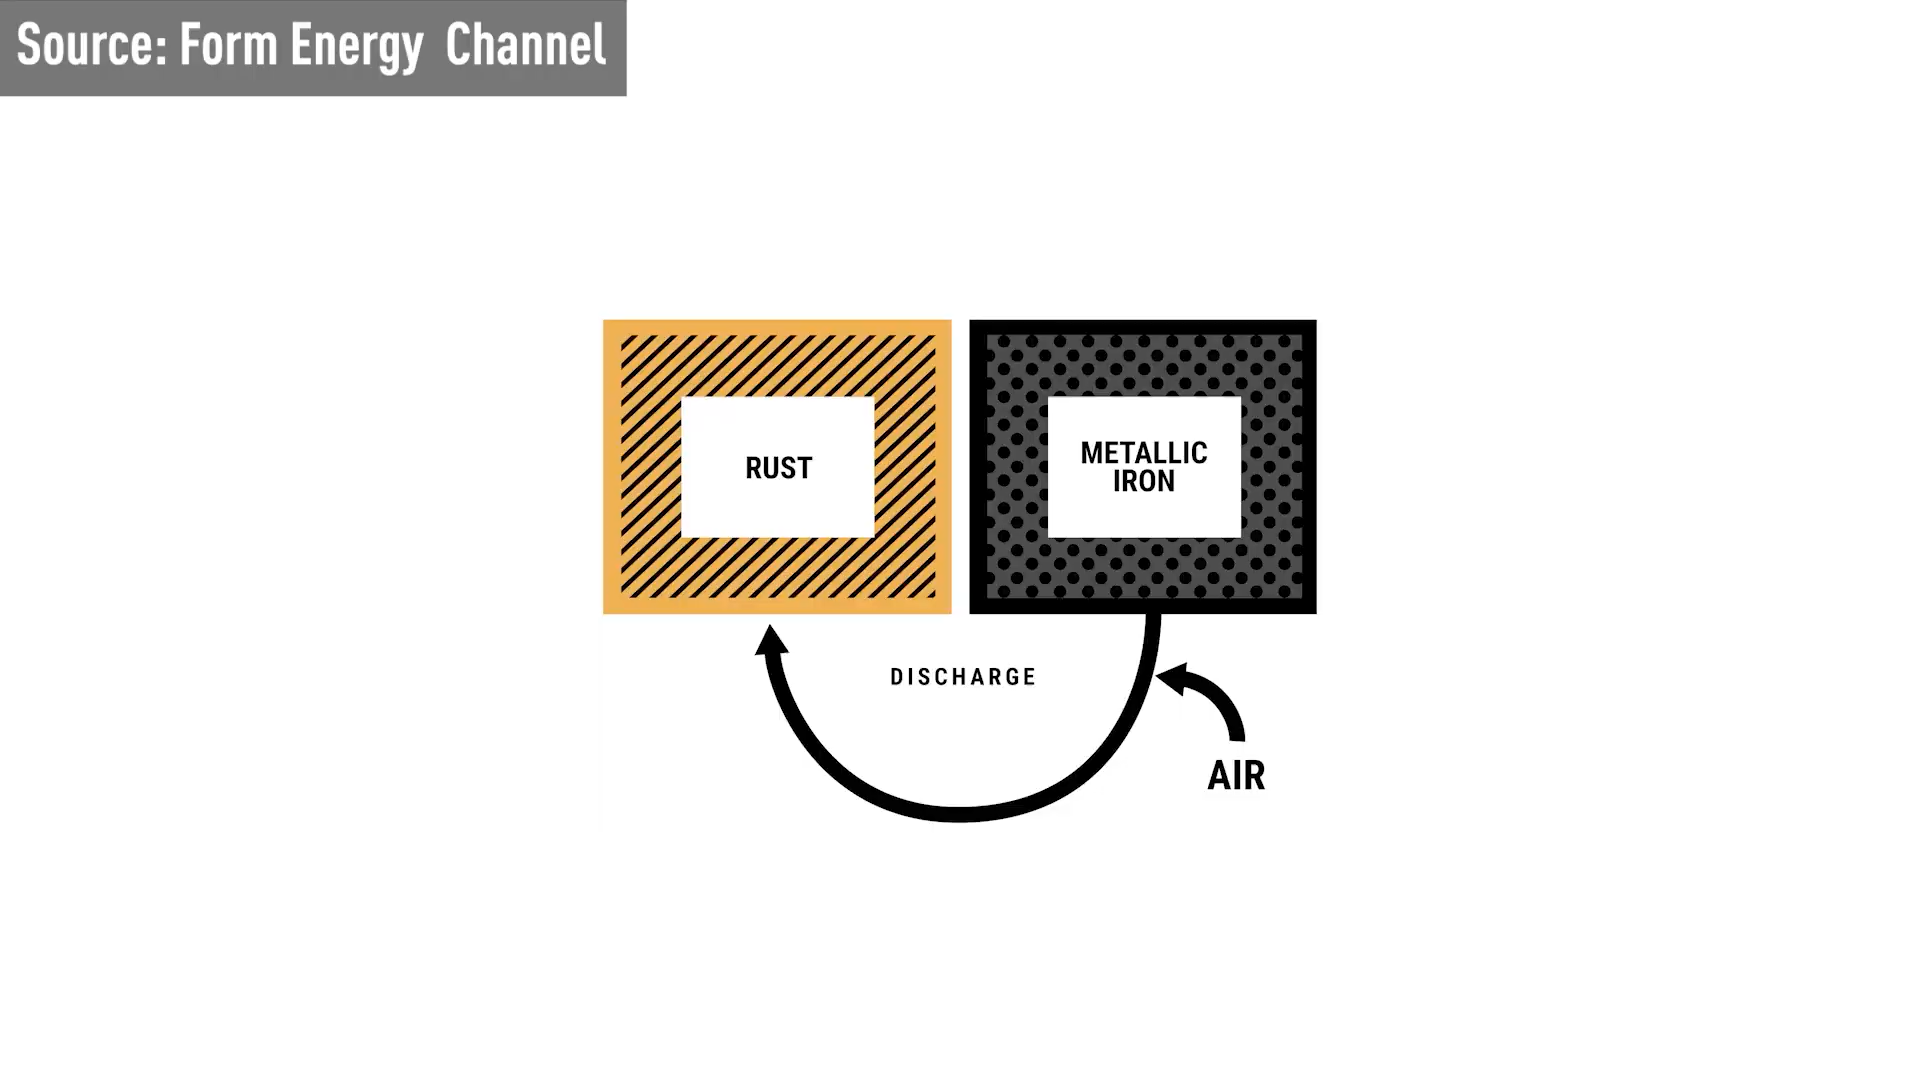 Source: Form Energy Channel
RUST
METALLIC
IRON
DISCHARGE
AIR